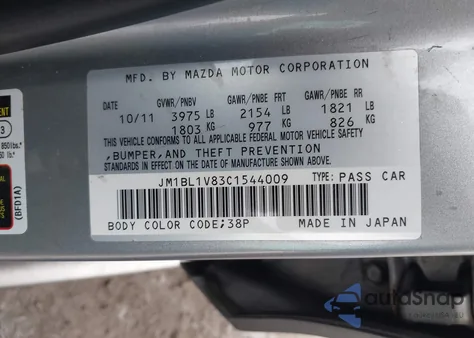 MFD. BY MAZDA MOTOR CORPORATION
GVWR/PNBV GAWR/PNBE FRT GAWR/PNBE RR
10/11 3975 LB 2154 LB 1821 LB
1803 KG 977 KG 826 KG
THIS VEHICLE CONFORMS TO ALL APPLICABLE FEDERAL MOTOR VEHICLE SAFETY,
,BUMPER,AND THEFT PREVENTION
STANDARDS IN EFFECT ON THE DATE OF MANUFACTURE SHOWN ABOVE.
JM1BL1V83C1544009 TYPE: PASS CAR
BODY COLOR CODE;38P MADE IN JAPAN
(BFD1A)
3
850lbs.
autoSnap